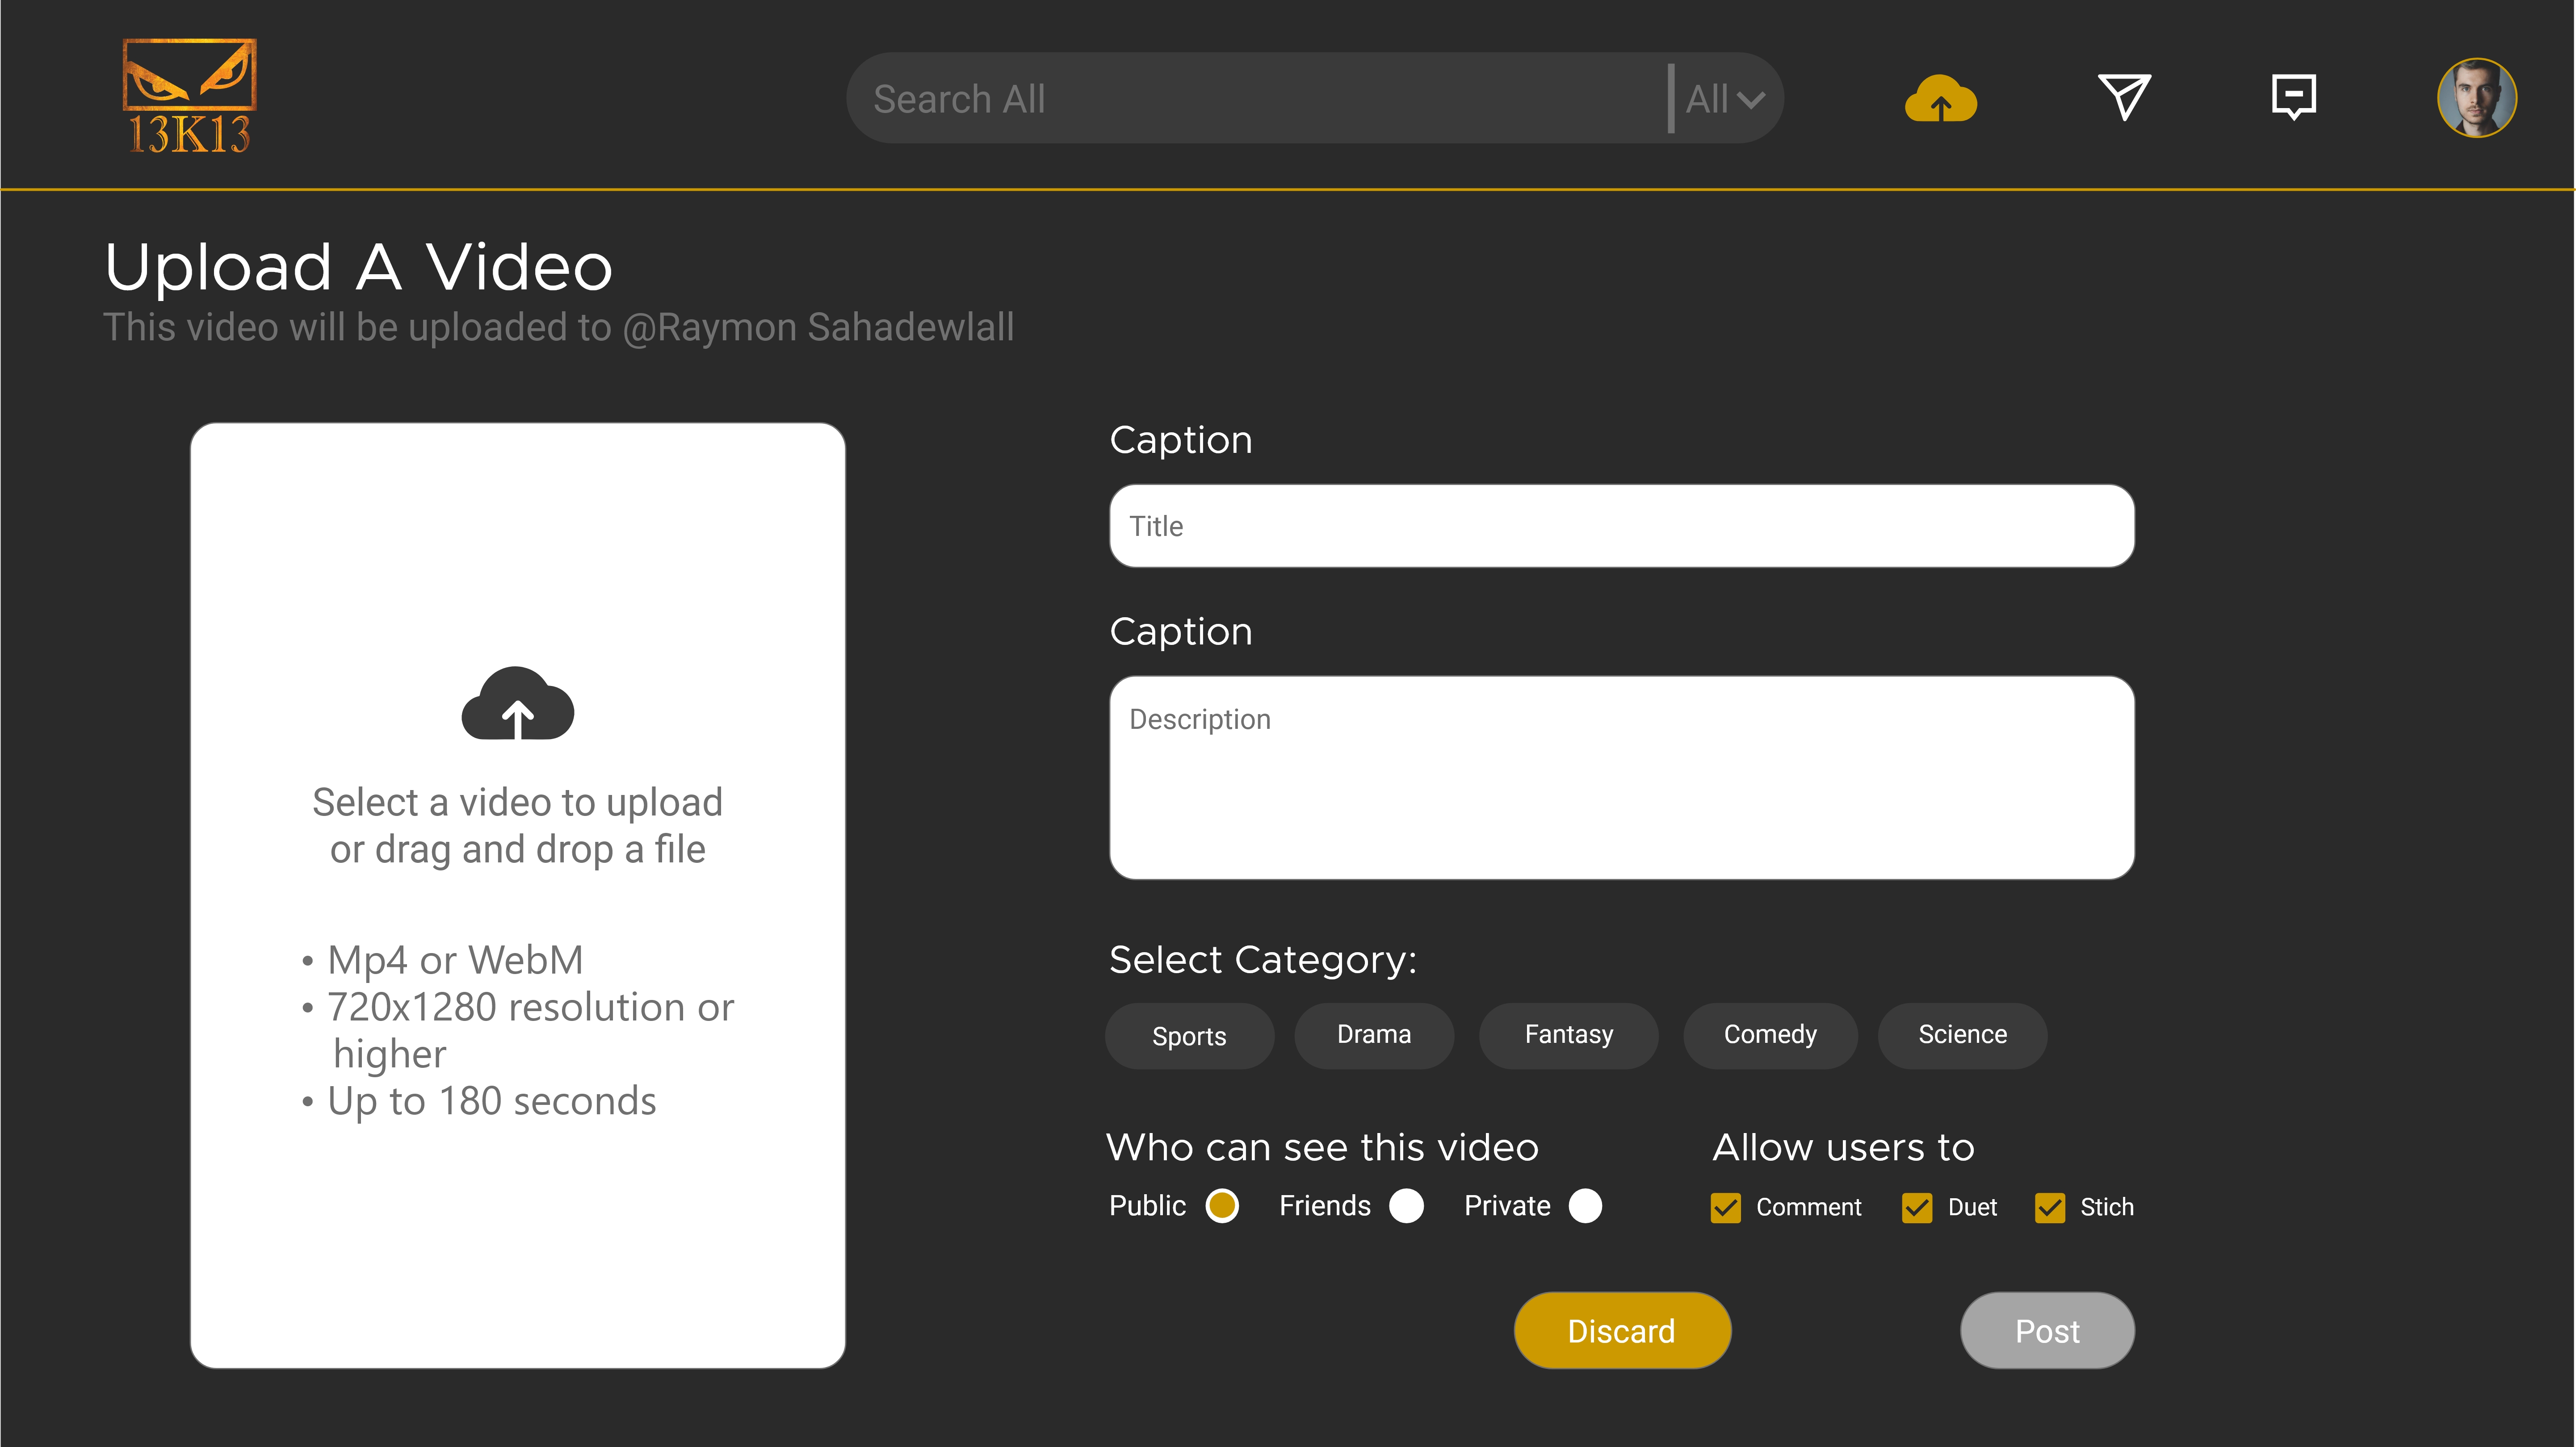 13K13
Search All
All
Upload A Video
This video will be uploaded to @Raymon Sahadewlall
Select a video to upload
or drag and drop a file
• Mp4 or WebM
• 720x1280 resolution or
higher
• Up to 180 seconds
Caption
Title
Caption
Description
Select Category:
Sports Drama Fantasy Comedy Science
Who can see this video
Public Friends Private
Allow users to
Comment Duet Stich
Discard Post